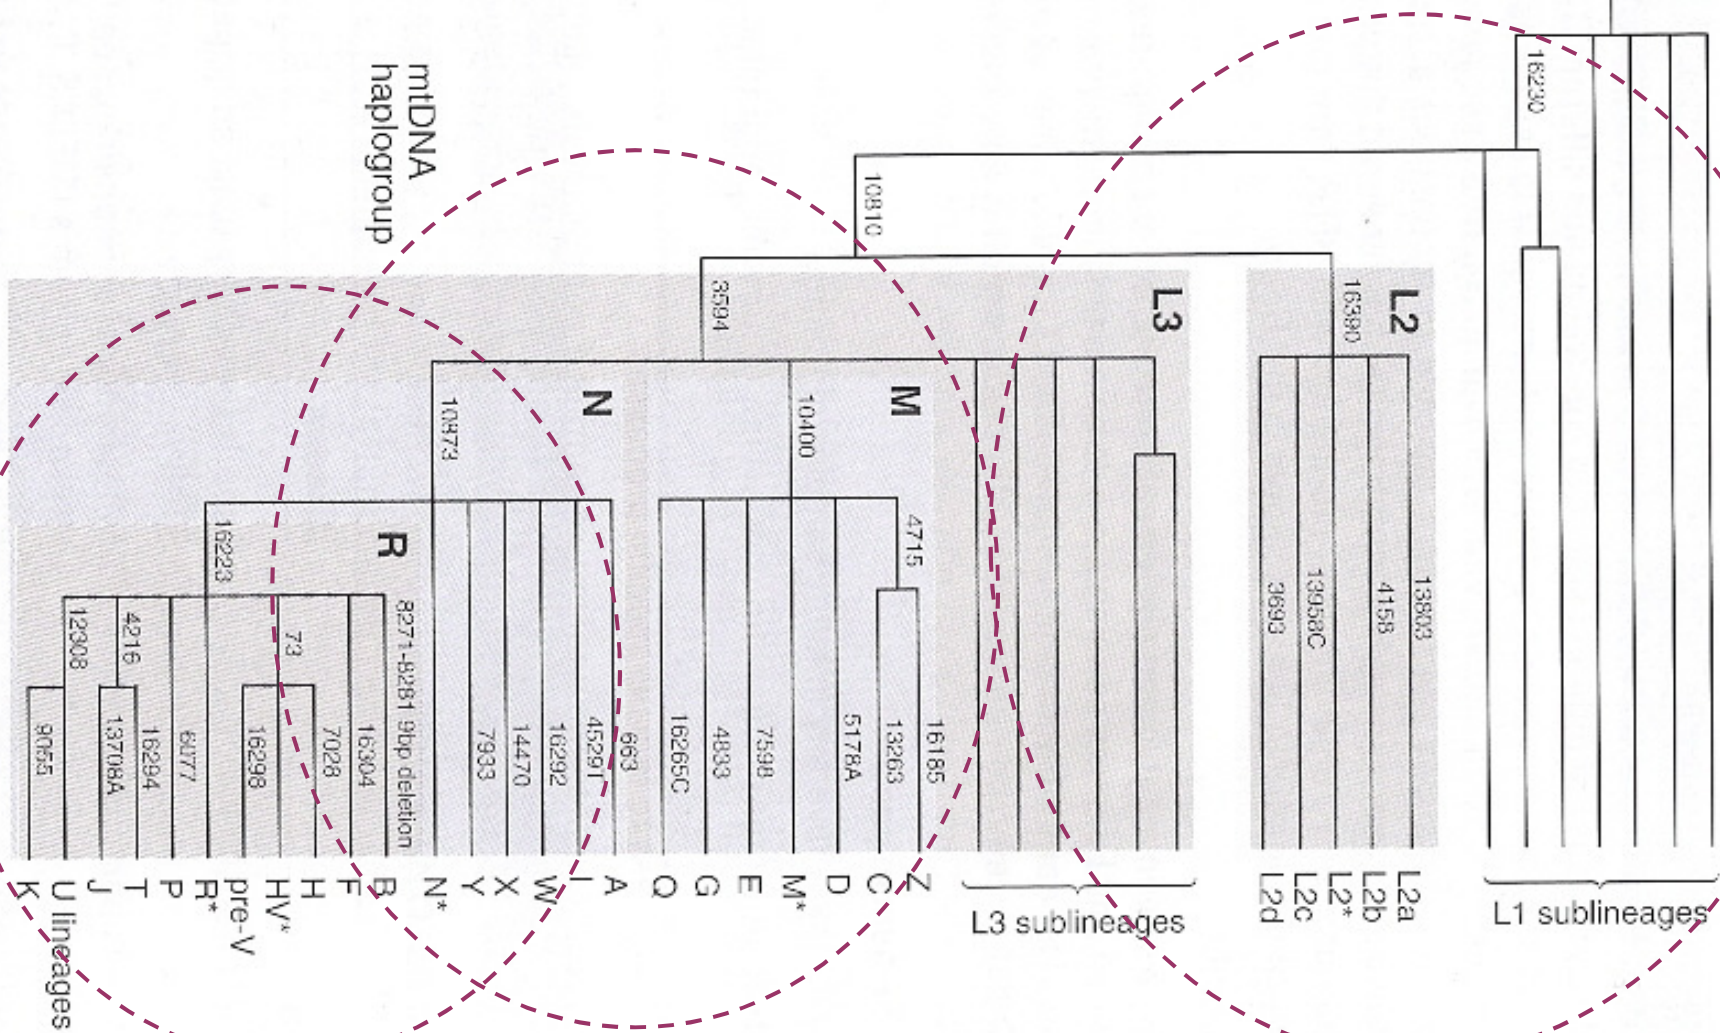 mtDNA
haplogroup
16230
10810
3594
16390
L3
L2
N
M
10873
10400
R
16223
4715
12308
4216
73
8271-8281 9bp deletion
3693
13958C
4158
13803
9055
13708A
16294
6077
16298
7028
16304
7933
14470
16292
4529T
663
16265C
4833
7598
5178A
13263
16185
K
U lineages
J
T
P
R*
pre-V
HV*
H
F
B
N*
Y
X
W
I
A
Q
G
E
M*
D
C
Z
L3 sublineages
L2d
L2c
L2*
L2b
L2a
L1 sublineages